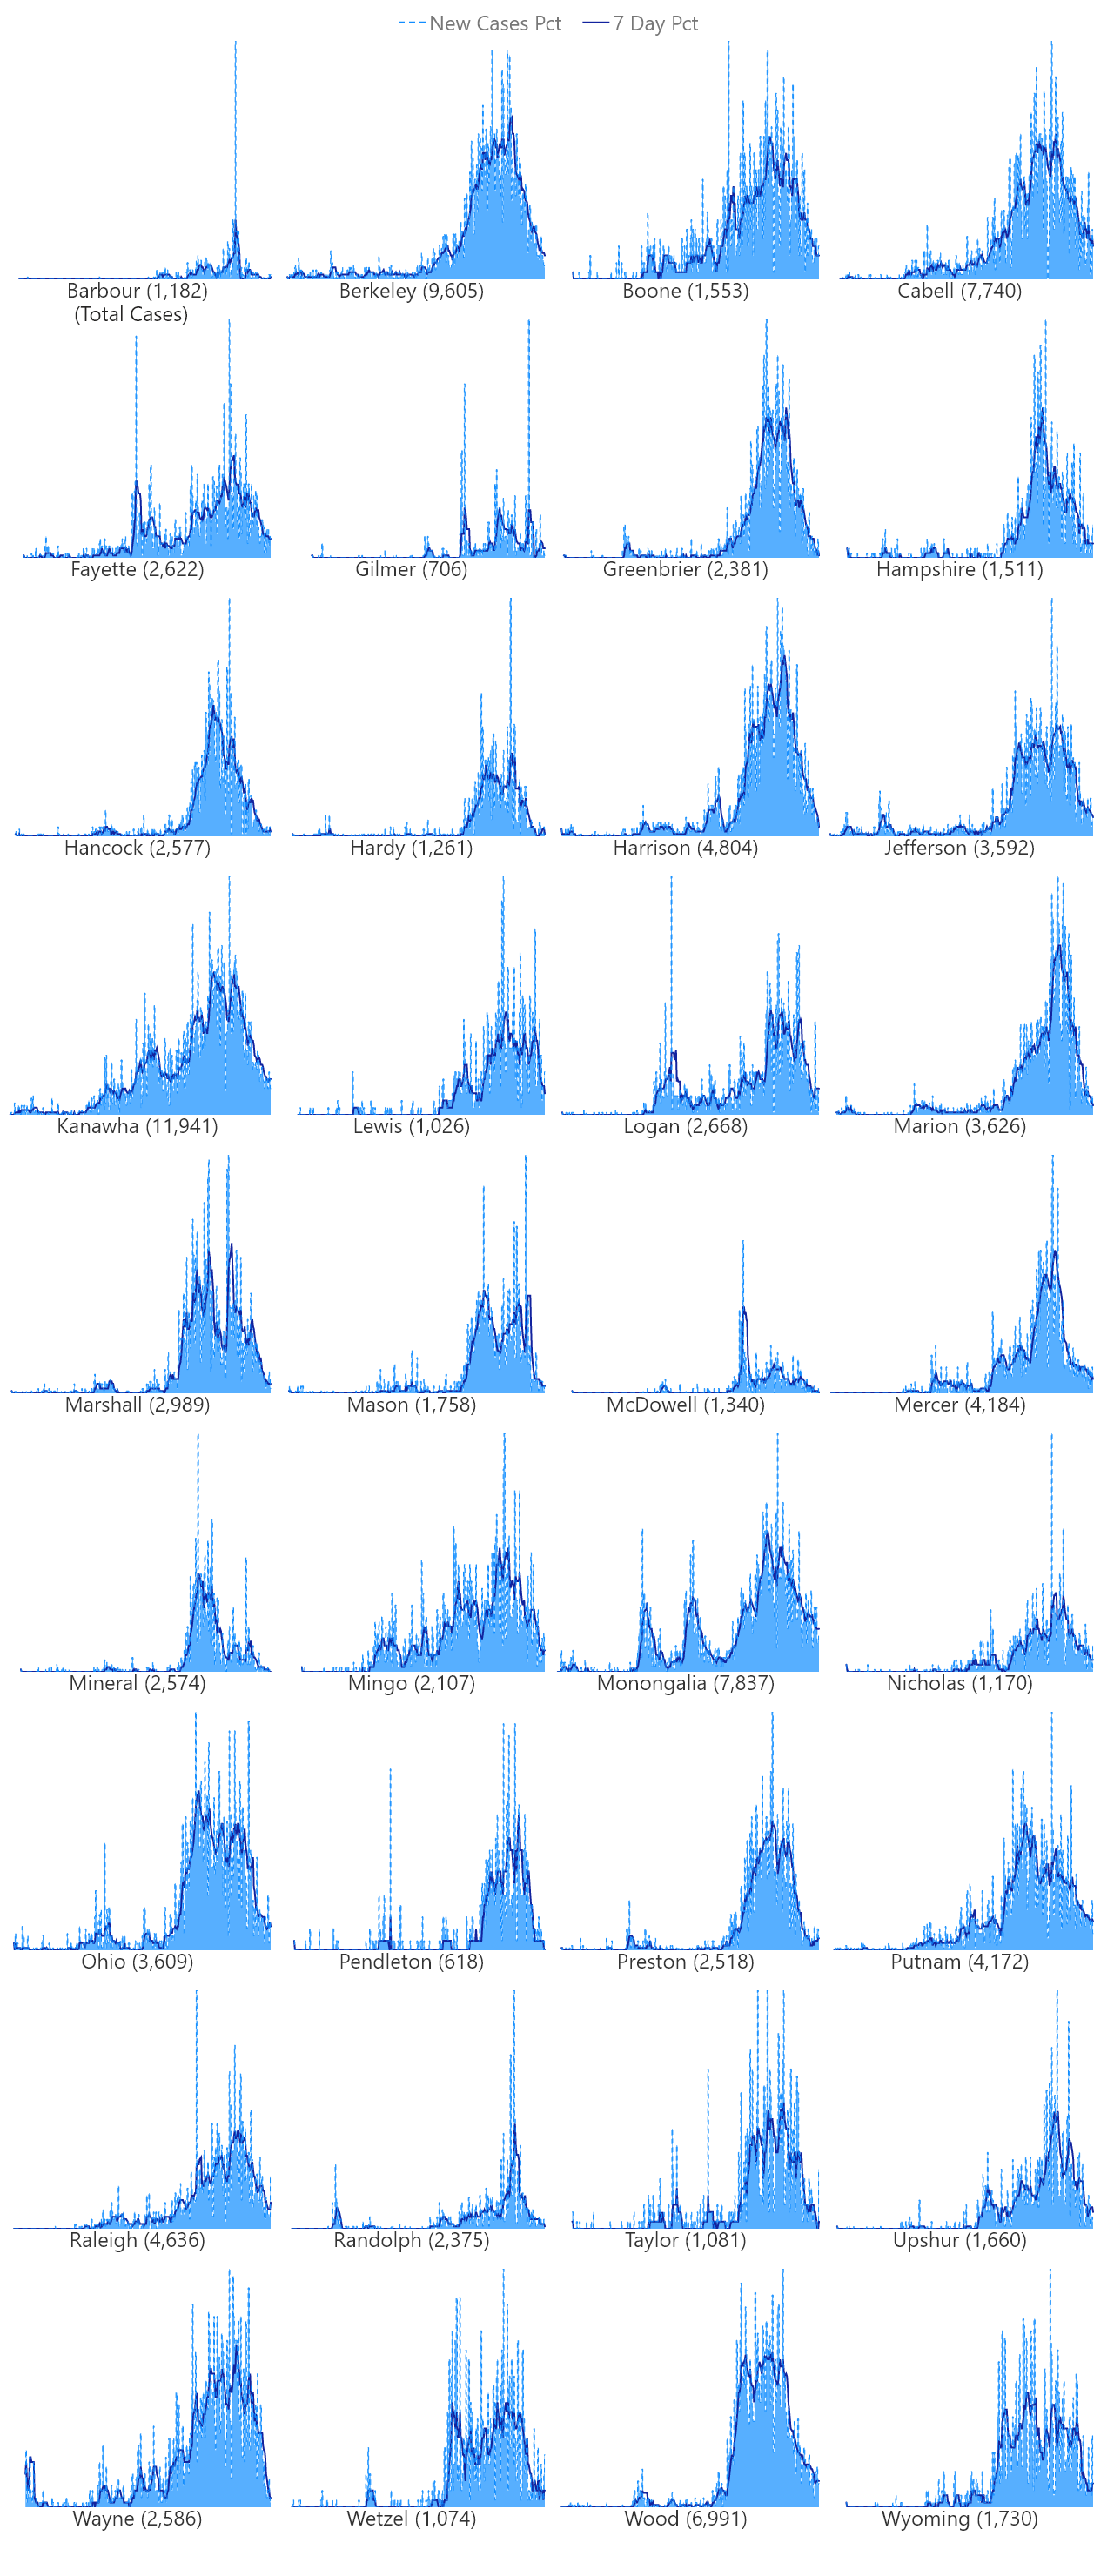 New Cases Pct 7 Day Pct
Barbour (1,182) Berkeley (9,605) Boone (1,553) Cabell (7,740)
(Total Cases)
Fayette (2,622) Gilmer (706) Greenbrier (2,381) Hampshire (1,511)
Hancock (2,577) Hardy (1,261) Harrison (4,804) Jefferson (3,592)
Kanawha (11,941) Lewis (1,026) Logan (2,668) Marion (3,626)
Marshall (2,989) Mason (1,758) McDowell (1,340) Mercer (4,184)
Mineral (2,574) Mingo (2,107) Monongalia (7,837) Nicholas (1,170)
Ohio (3,609) Pendleton (618) Preston (2,518) Putnam (4,172)
Raleigh (4,636) Randolph (2,375) Taylor (1,081) Upshur (1,660)
Wayne (2,586) Wetzel (1,074) Wood (6,991) Wyoming (1,730)